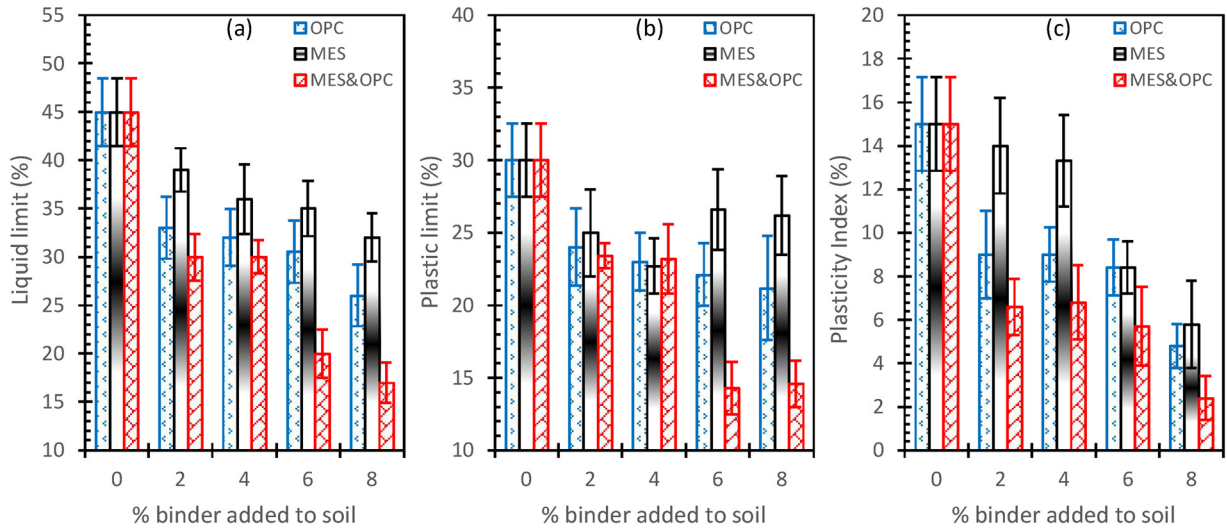 (a)
OPC
MES
MES&OPC
Liquid limit (%)
55
50
45
40
35
30
25
20
15
10
0 2 4 6 8
% binder added to soil
(b)
OPC
MES
MES&OPC
Plastic limit (%)
40
35
30
25
20
15
10
0 2 4 6 8
% binder added to soil
(c)
OPC
MES
MES&OPC
Plasticity Index (%)
20
18
16
14
12
10
8
6
4
2
0
0 2 4 6 8
% binder added to soil